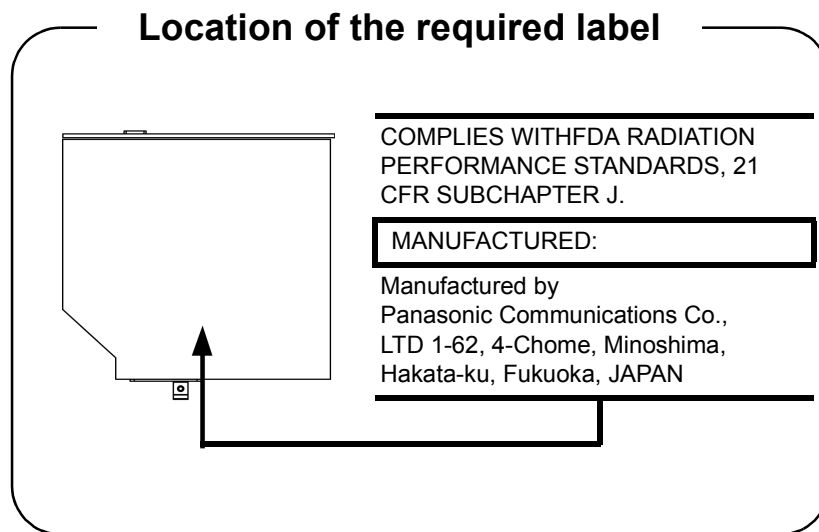 Location of the required label
COMPLIES WITHFDA RADIATION
PERFORMANCE STANDARDS, 21
CFR SUBCHAPTER J.
MANUFACTURED:
Manufactured by
Panasonic Communications Co.,
LTD 1-62, 4-Chome, Minoshima,
Hakata-ku, Fukuoka, JAPAN